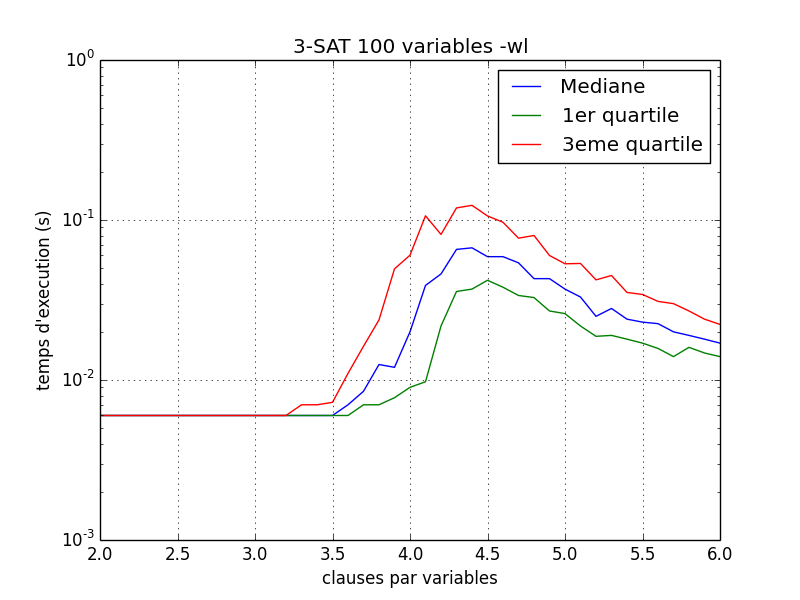 3-SAT 100 variables -wl
Mediane
1er quartile
3eme quartile
10^0
10^-1
10^-2
10^-3
temps d'execution (s)
2.0 2.5 3.0 3.5 4.0 4.5 5.0 5.5 6.0
clauses par variables